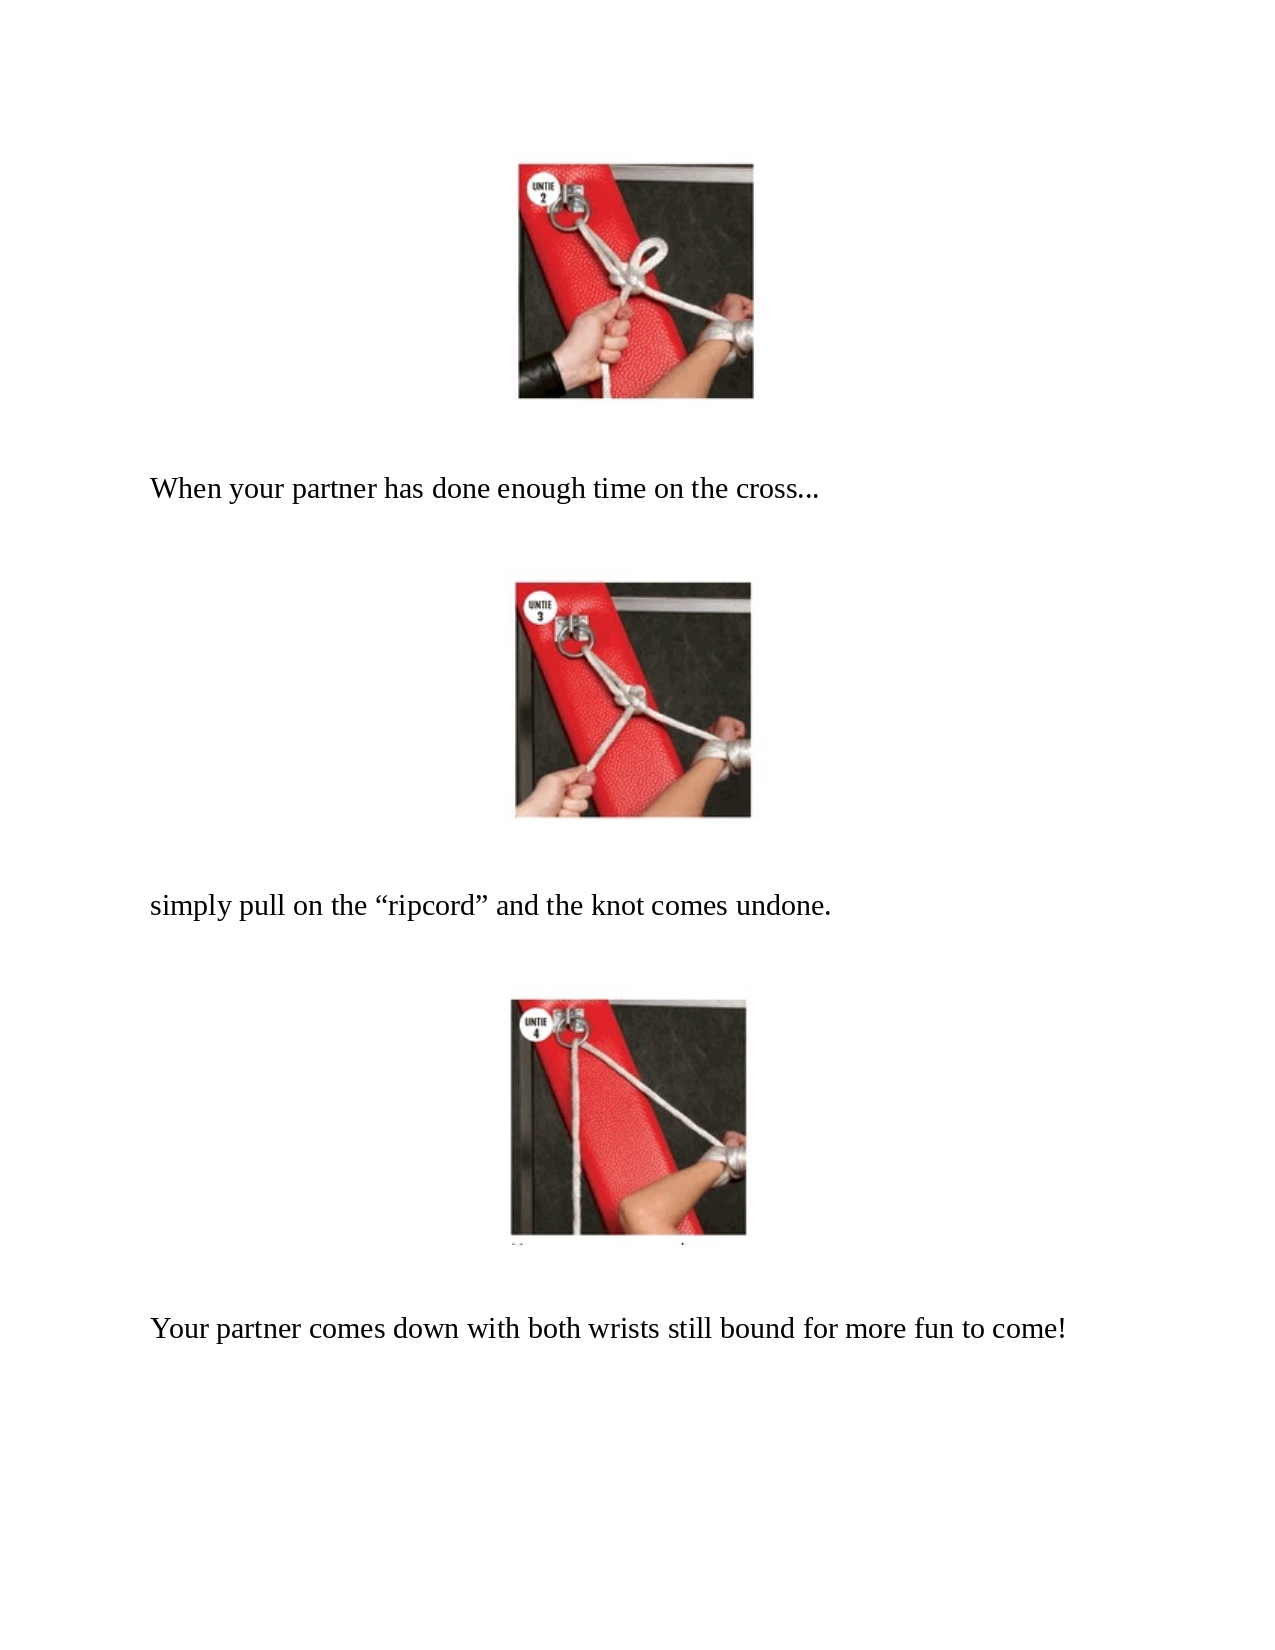 UNTIE
2
When your partner has done enough time on the cross...
UNTIE
3
simply pull on the “ripcord” and the knot comes undone.
UNTIE
4
Your partner comes down with both wrists still bound for more fun to come!